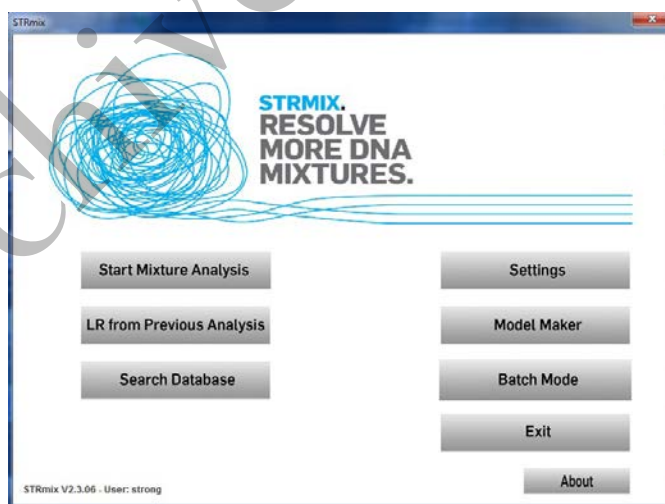 STRmix
STRMIX.
RESOLVE
MORE DNA
MIXTURES.
Start Mixture Analysis
Settings
LR from Previous Analysis
Model Maker
Search Database
Batch Mode
Exit
About
STRmix V2.3.06 - User: strong